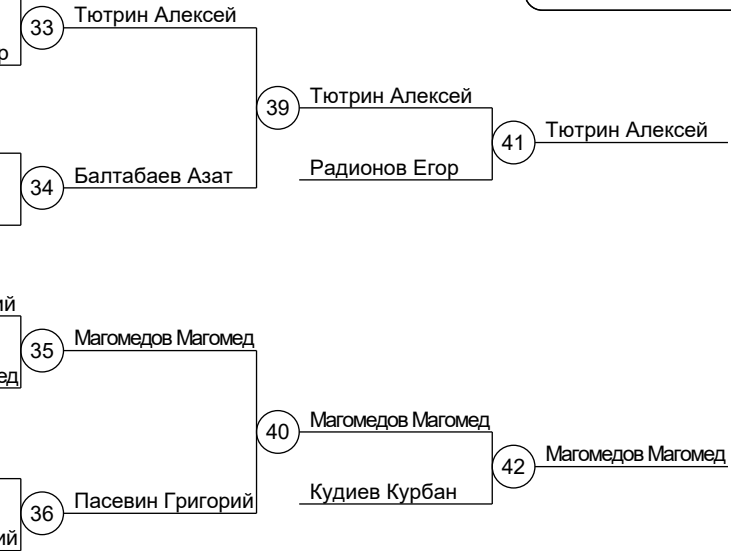 Тютрин Алексей
33
39
Тютрин Алексей
41
Тютрин Алексей
Радионов Егор
34
Балтабаев Азат
35
Магомедов Магомед
40
Магомедов Магомед
42
Магомедов Магомед
Кудиев Курбан
36
Пасевин Григорий